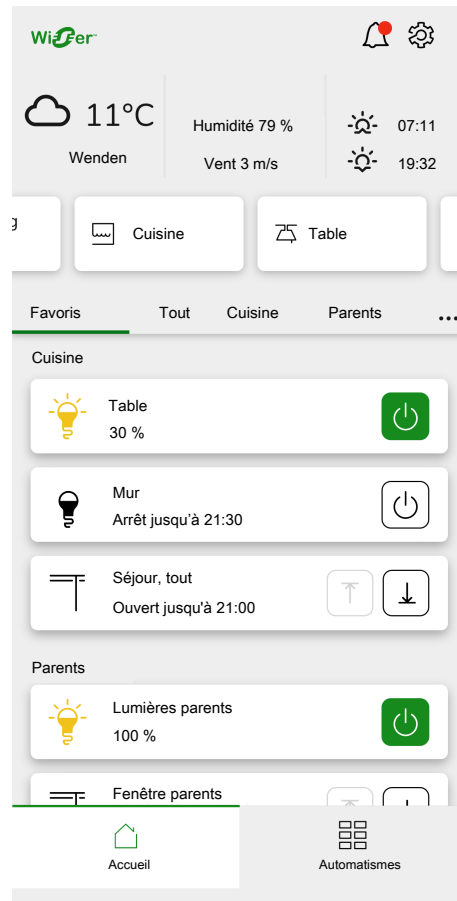 Wiser
11°C
Wenden
Humidité 79 %
Vent 3 m/s
07:11
19:32
g
Cuisine
Table
Favoris Tout Cuisine Parents ...
Cuisine
Table
30 %
Mur
Arrêt jusqu’à 21:30
Séjour, tout
Ouvert jusqu'à 21:00
Parents
Lumières parents
100 %
Fenêtre parents
Accueil
Automatismes